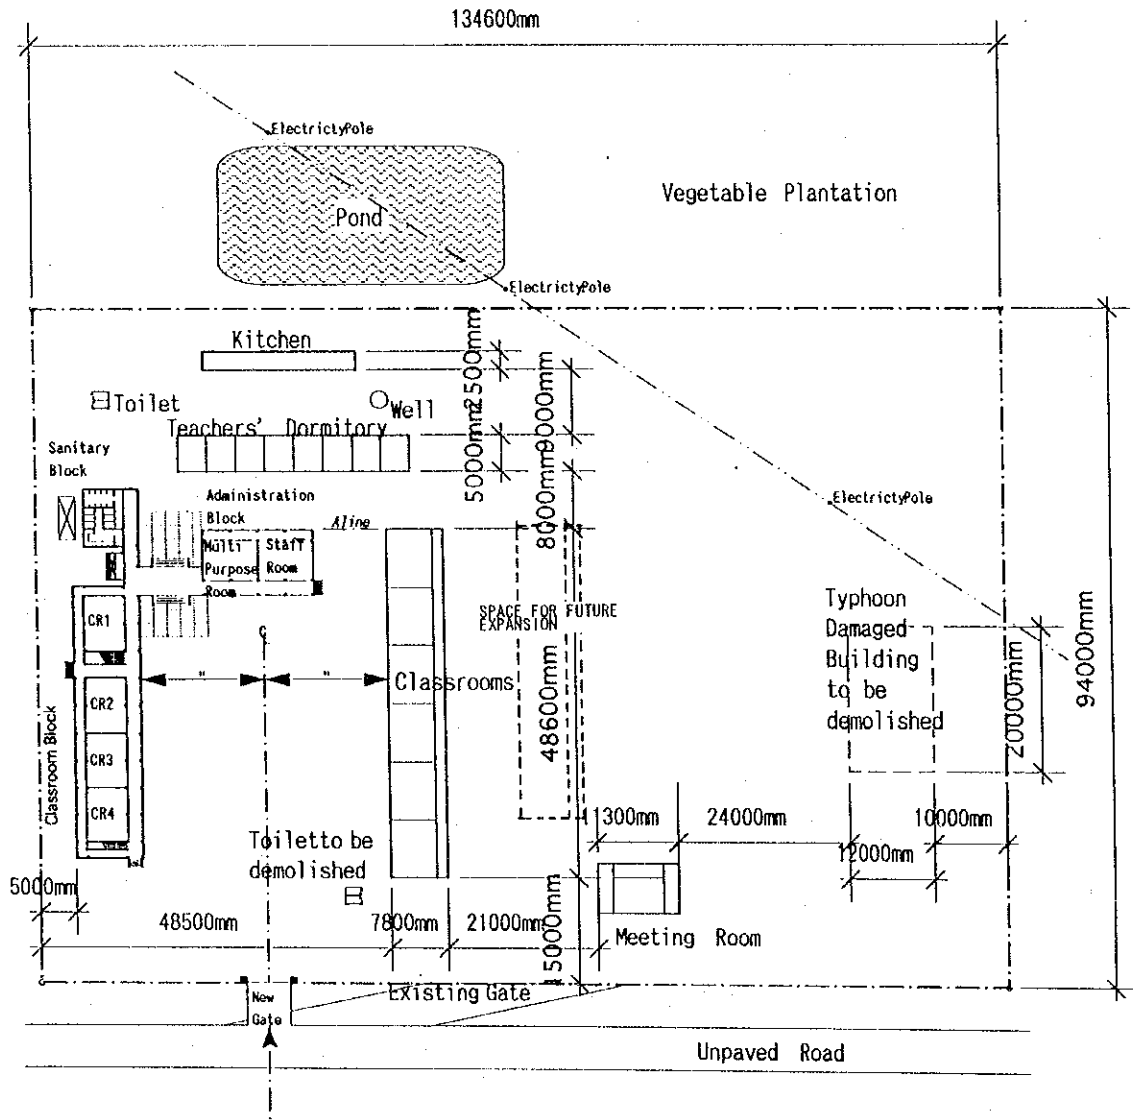 134600mm
ElectrictyPole
Vegetable Plantation
Pond
ElectrictyPole
Kitchen
2500mm
Toilet
Well
9000mm
Teachers' Dormitory
5000mm
Sanitary
Block
Administration
Block
Aline
8000mm
ElectrictyPole
Multi
Purpose
Room
Staff
Room
CR1
SPACE FOR FUTURE
EXPANSION
Typhoon
Damaged
Building
to be
demolished
C
"
"
Classrooms
CR2
CR3
CR4
Classroom Block
48600mm
20000mm
94000mm
11300mm
24000mm
10000mm
12000mm
Toiletto be
demolished
5000mm
48500mm
7800mm
21000mm
15000mm
Meeting Room
Existing Gate
New
Gate
Unpaved Road